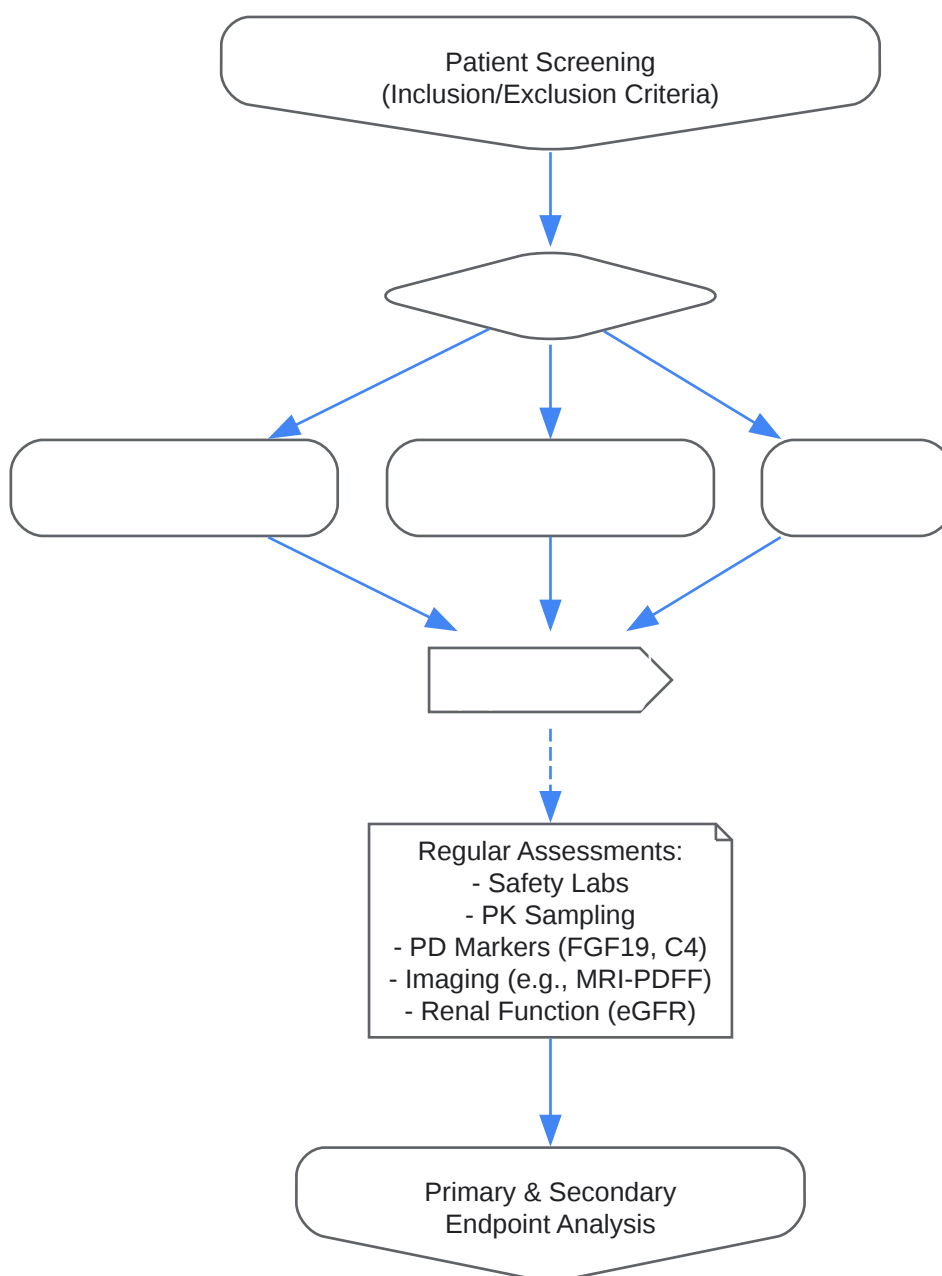 Patient Screening
(Inclusion/Exclusion Criteria)
Regular Assessments:
- Safety Labs
- PK Sampling
- PD Markers (FGF19, C4)
- Imaging (e.g., MRI-PDFF)
- Renal Function (eGFR)
Primary & Secondary
Endpoint Analysis